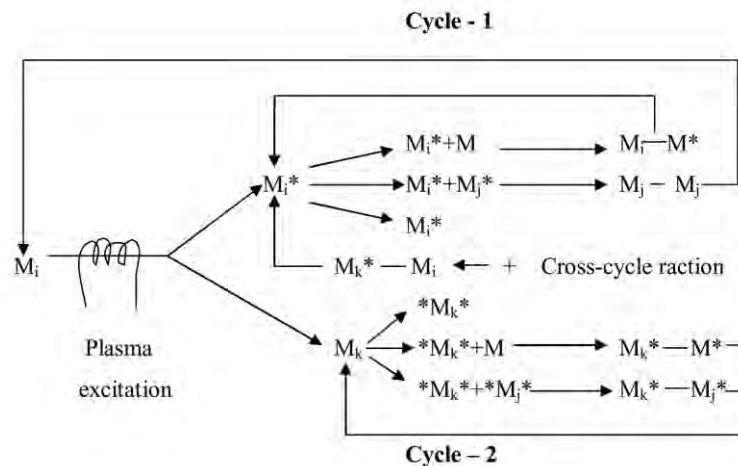 Cycle - 1
Mᵢ*+M Mᵢ — M*
Mᵢ* Mᵢ*+Mⱼ* Mⱼ – Mⱼ
Mᵢ*
Mᵢ Mₖ* — Mᵢ + Cross-cycle raction
*Mₖ*
Plasma Mₖ *Mₖ*+M Mₖ* — M*
excitation *Mₖ*+*Mⱼ* Mₖ* — Mⱼ*
Cycle – 2